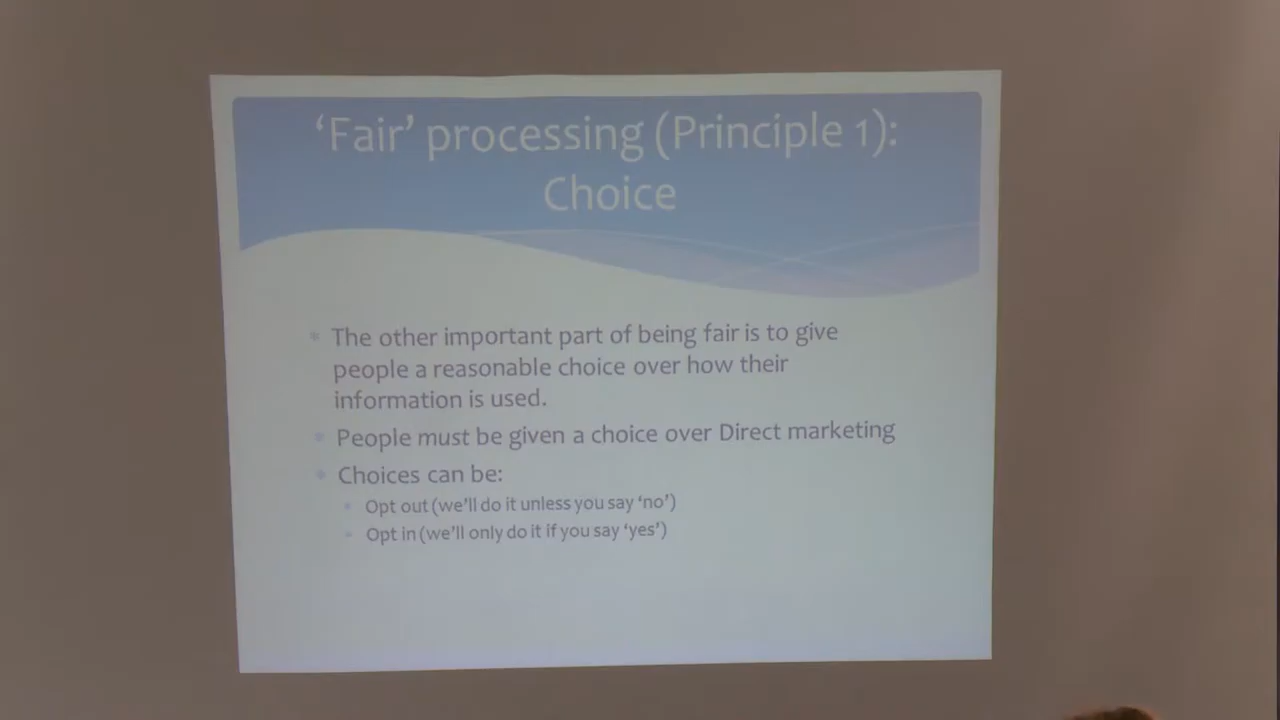 ‘Fair’ processing (Principle 1):
Choice
The other important part of being fair is to give
people a reasonable choice over how their
information is used.
People must be given a choice over Direct marketing
Choices can be:
Opt out (we’ll do it unless you say ‘no’)
Opt in (we’ll only do it if you say ‘yes’)